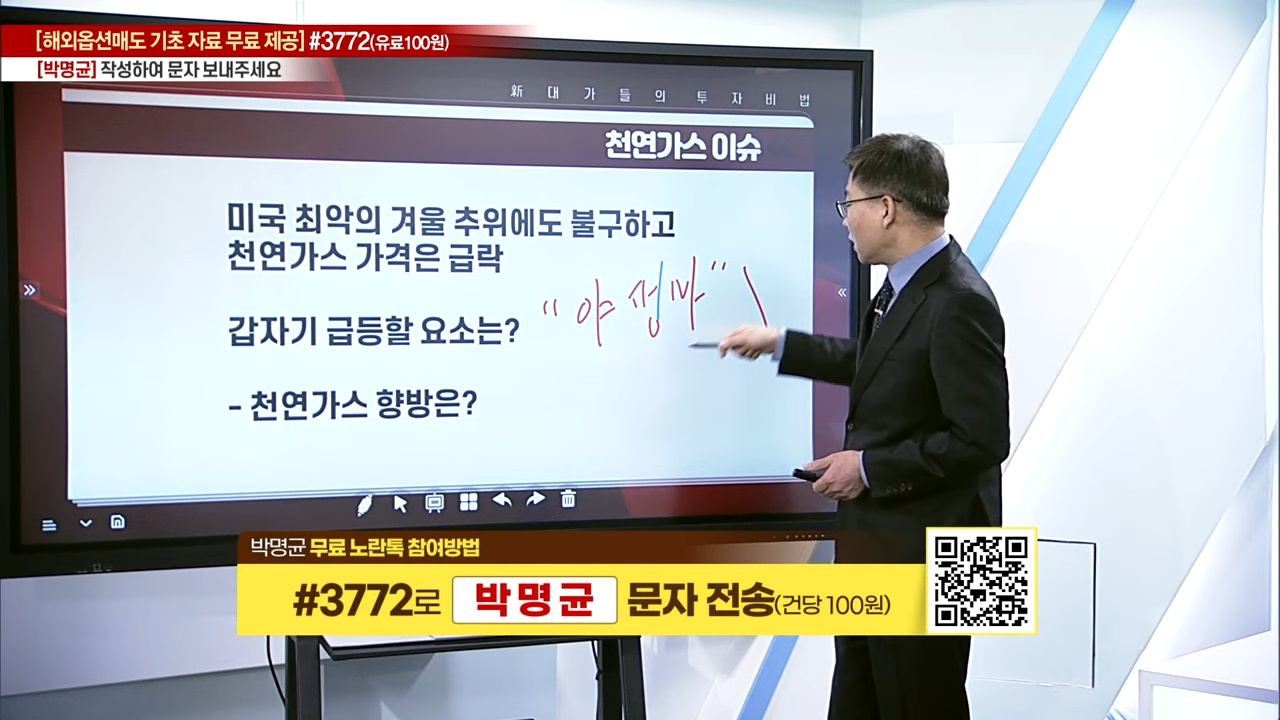 [해외옵션매도 기초 자료 무료 제공] #3772(유료100원)
[박명균] 작성하여 문자 보내주세요
新대가들의 투자비법
천연가스 이슈
미국 최악의 겨울 추위에도 불구하고
천연가스 가격은 급락
"야성마"
갑자기 급등할 요소는?
- 천연가스 향방은?
박명균 무료 노란톡 참여방법
#3772로 박명균 문자 전송(건당 100원)